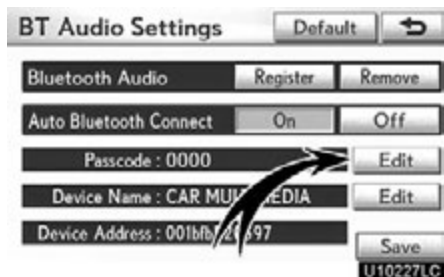 BT Audio Settings Default
Bluetooth Audio Register Remove
Auto Bluetooth Connect On Off
Passcode : 0000 Edit
Device Name : CAR MULTIMEDIA Edit
Device Address :
Save
U10227LC